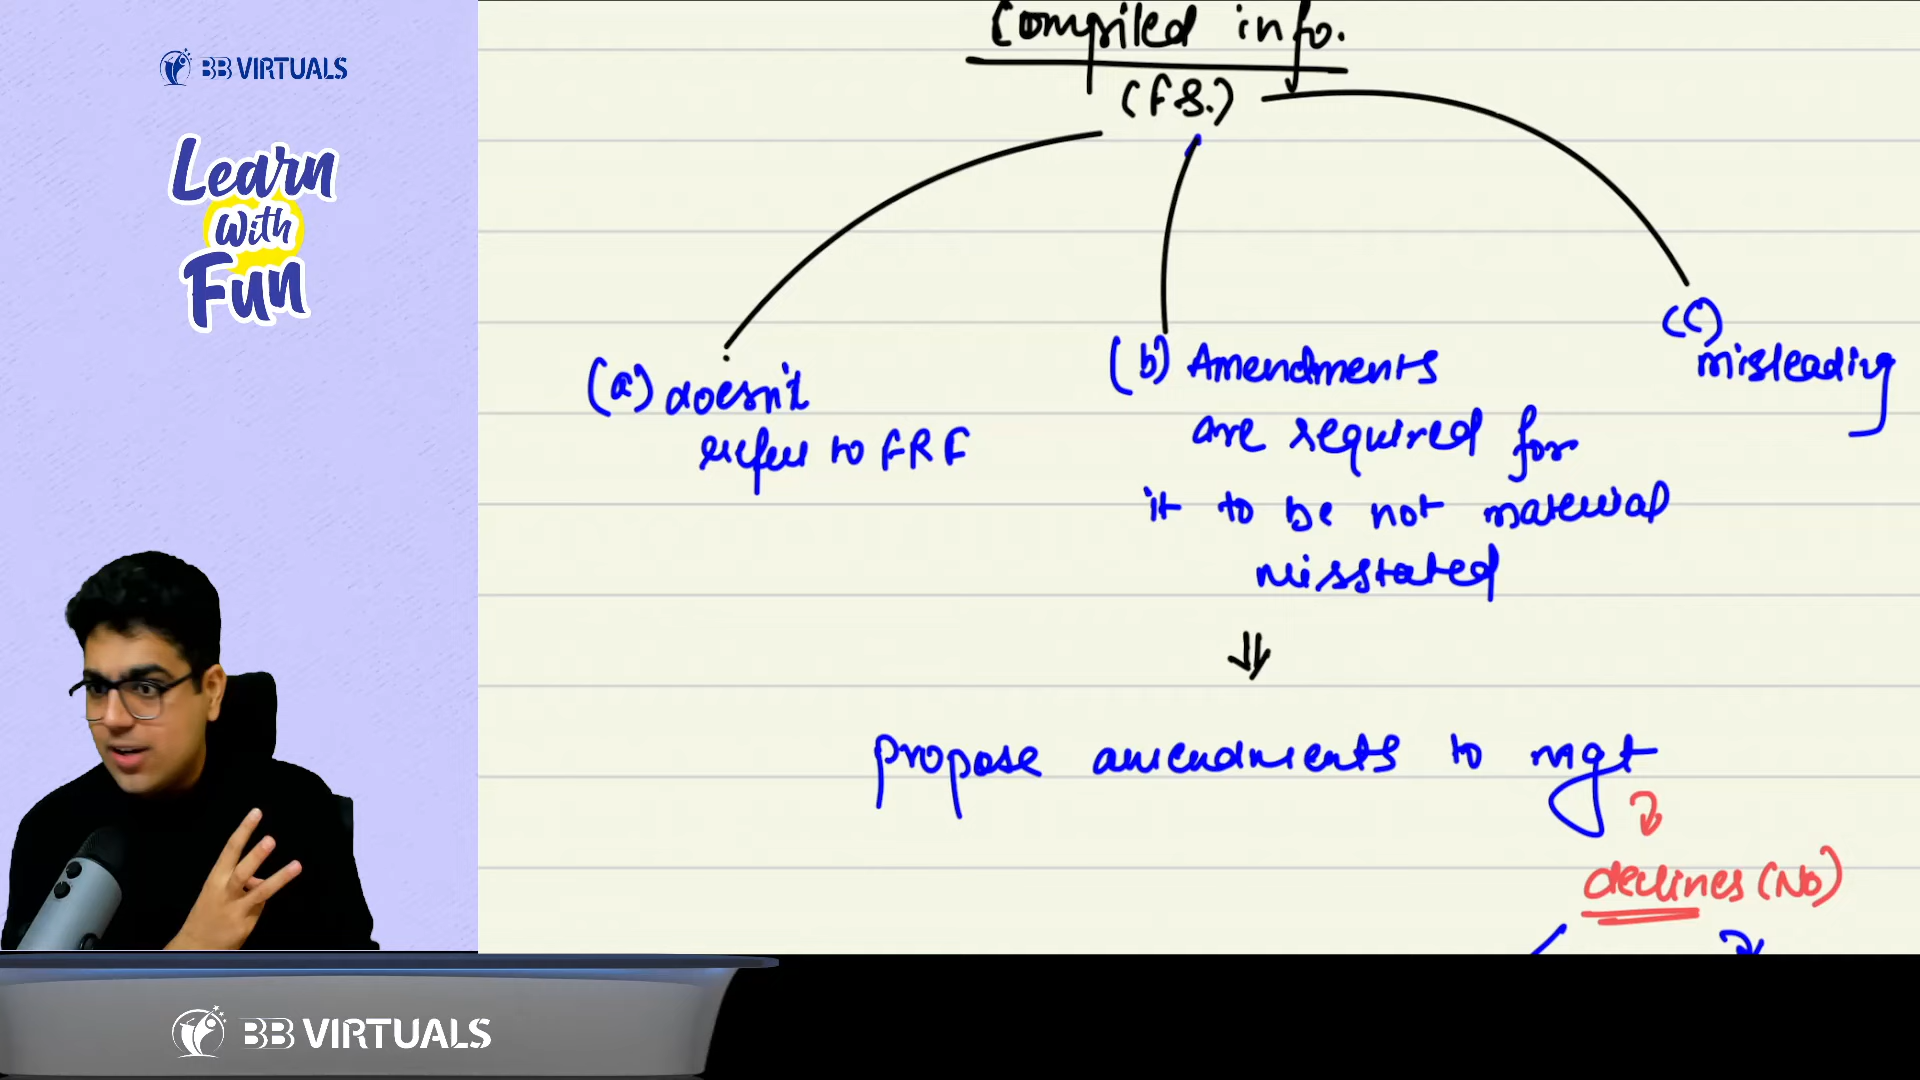 BB VIRTUALS
Learn
With
Fun
Compiled info.
(F.S.)
(a) doesn't
refer to FRF
(b) Amendments
are required for
it to be not material
misstated
(c)
misleading
propose amendments to mgt
declines (No)
BB VIRTUALS